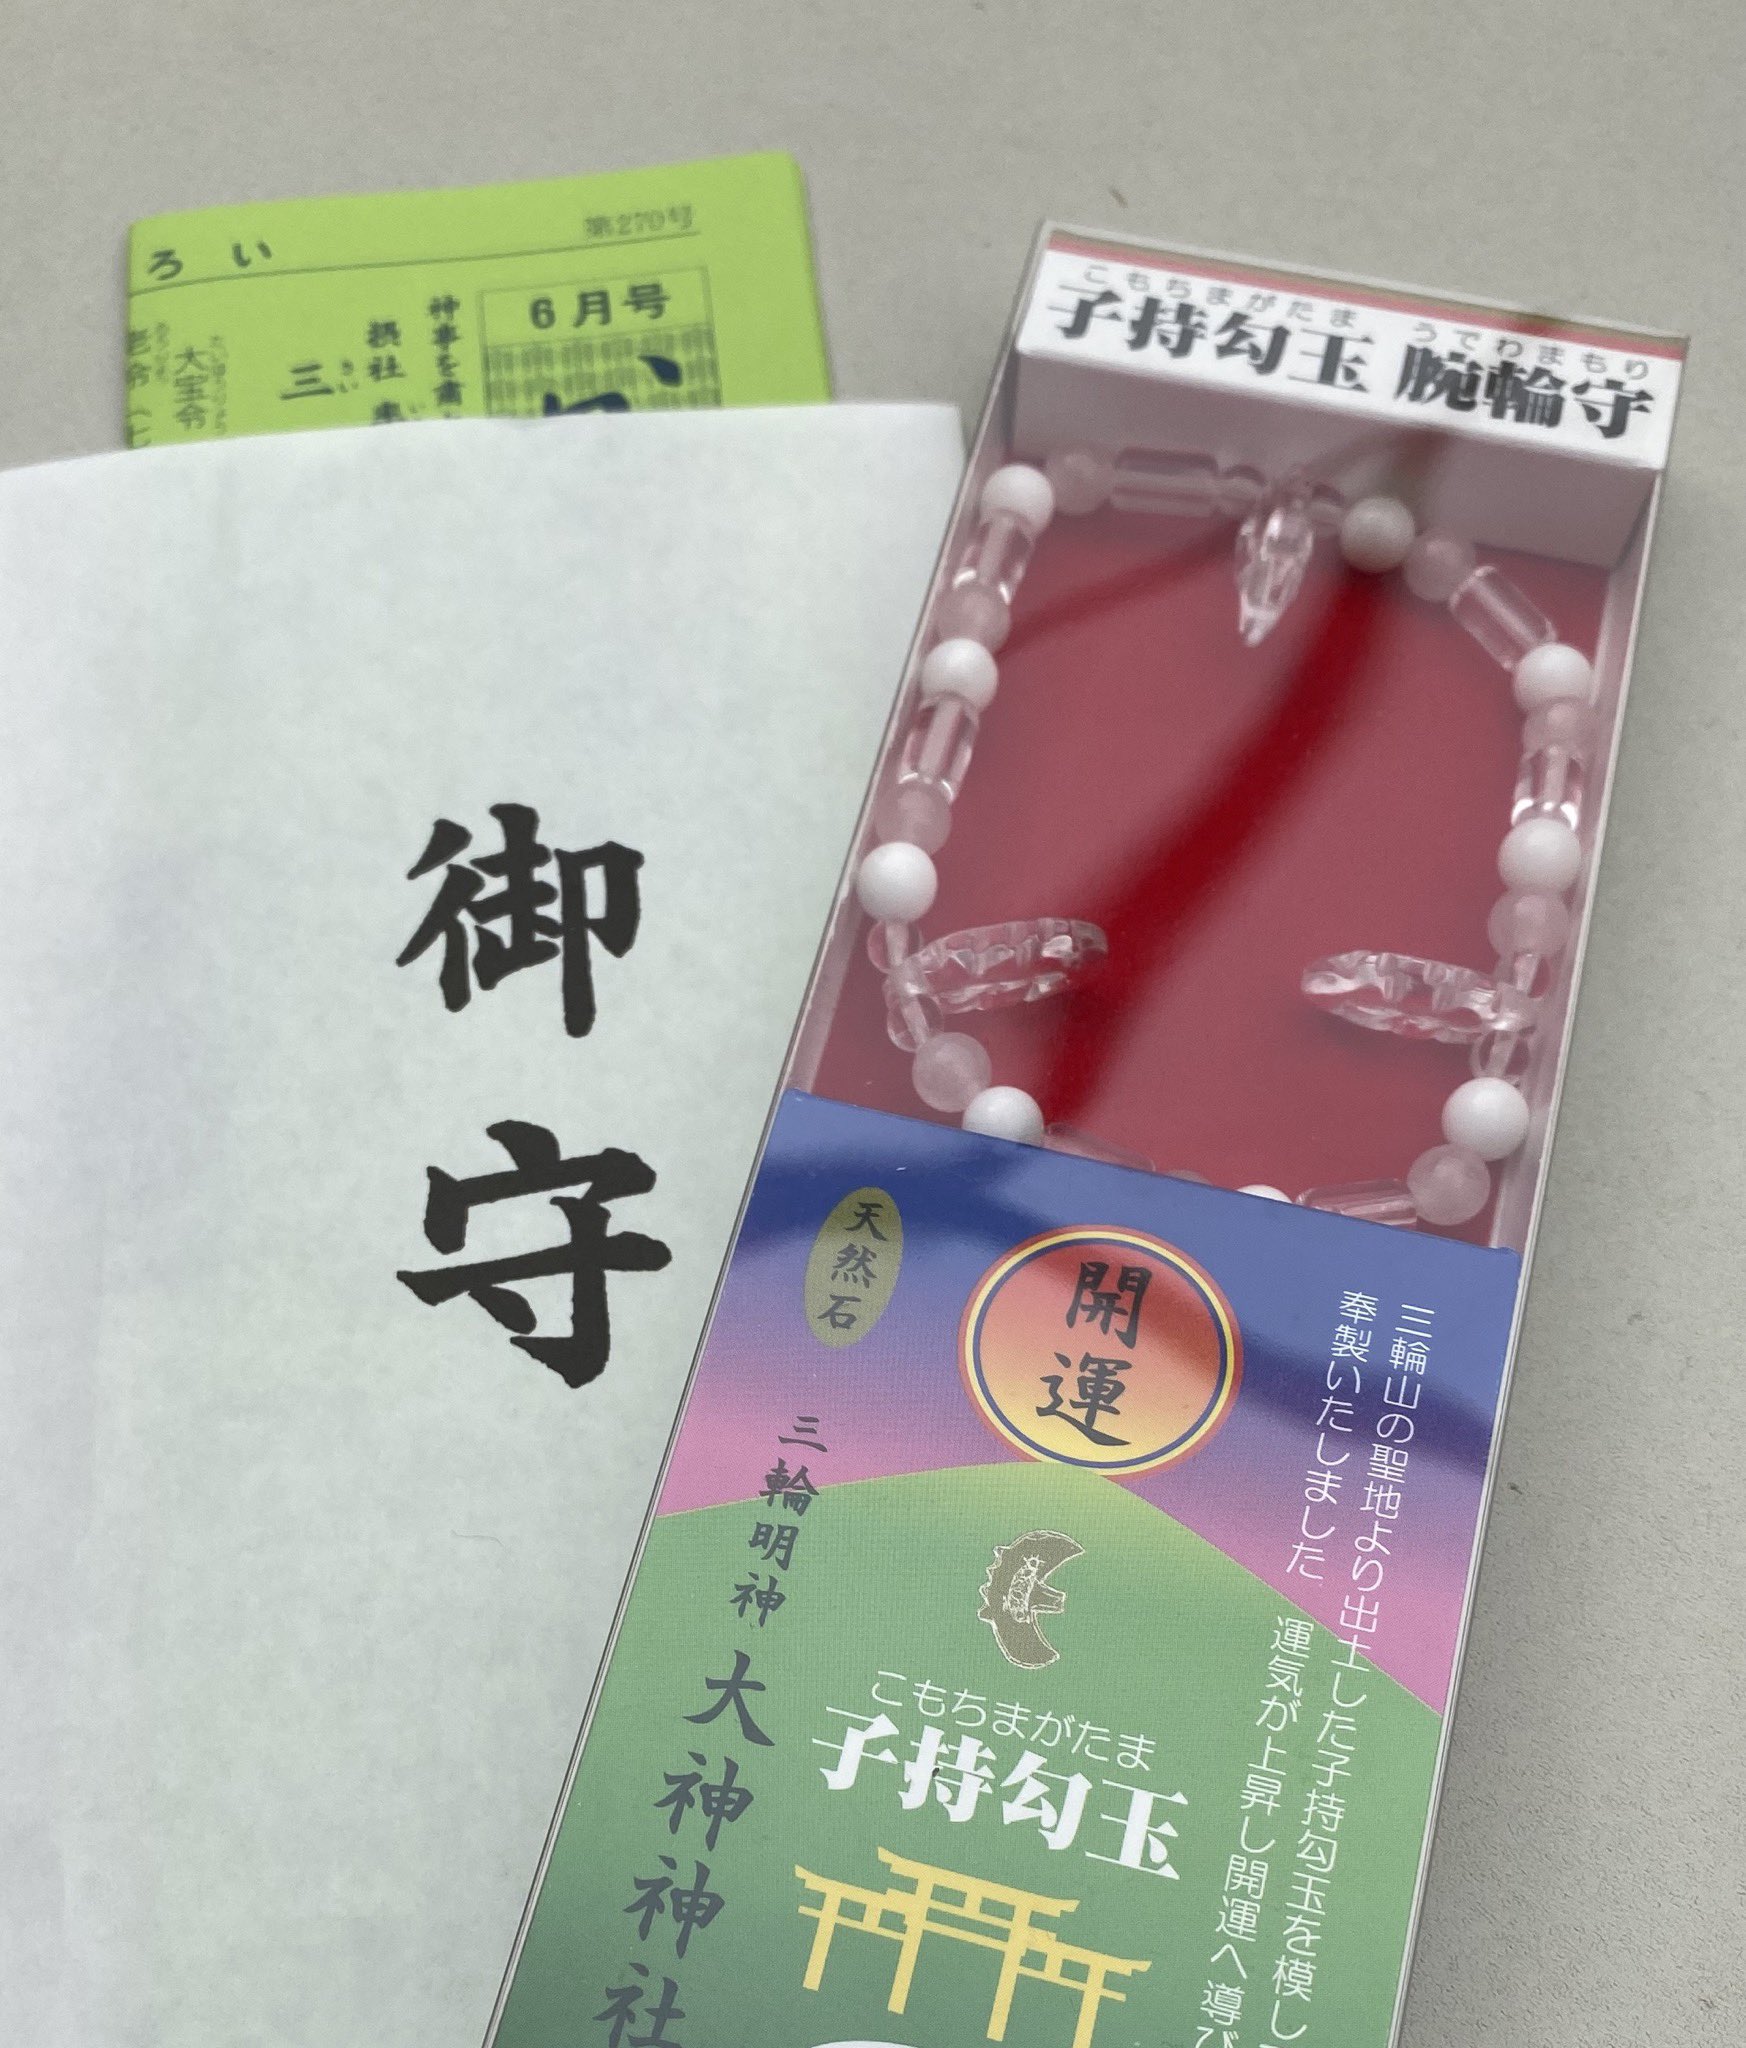 第270号
ろい
6月号
神事を
摂社
三
大宝令
御守
こもちまがたま うでわまもり
子持勾玉 腕輪守
天然石
開運
三輪山の聖地より出土した子持勾玉を模し
奉製いたしました 運気が上昇し開運へ導び
三輪明神 大神神社
こもちまがたま
子持勾玉